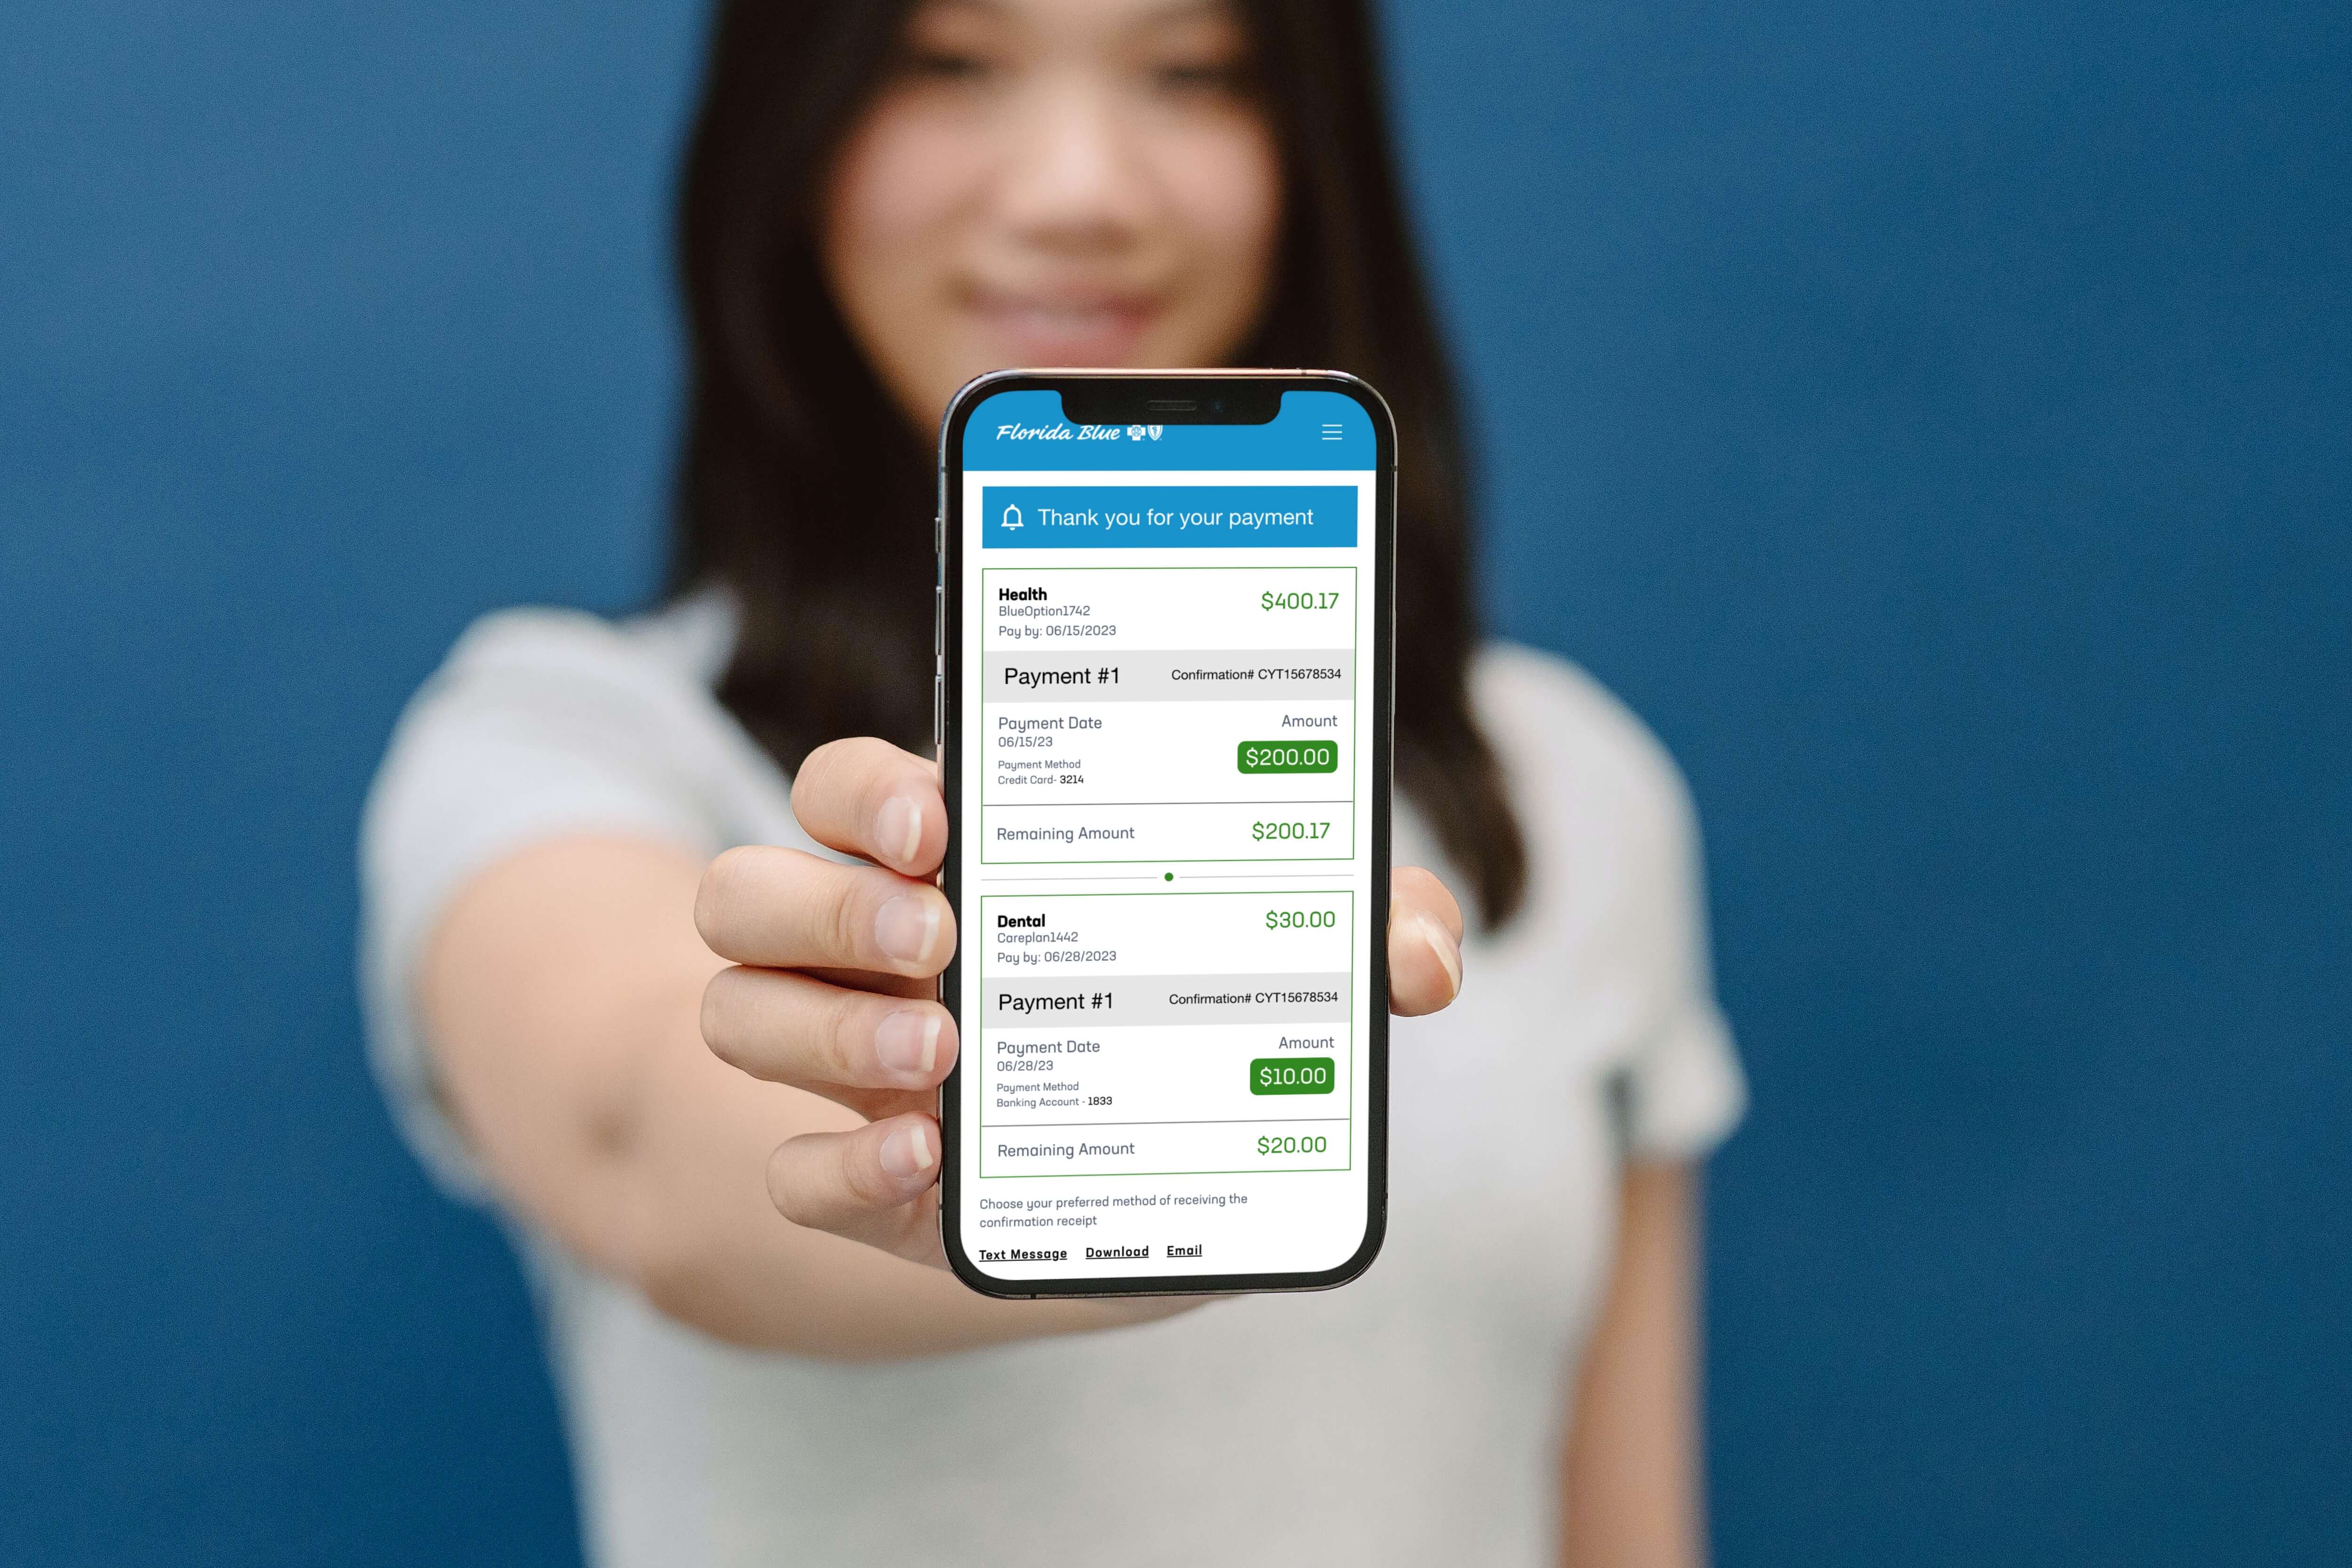 Florida Blue
Thank you for your payment
Health
$400.17
BlueOption1742
Pay by: 06/15/2023
Payment #1
Confirmation# CYT15678534
Payment Date
Amount
06/15/23
$200.00
Payment Method
Credit Card- 3214
Remaining Amount
$200.17
Dental
$30.00
Careplan1442
Pay by: 06/28/2023
Payment #1
Confirmation# CYT15678534
Payment Date
Amount
06/28/23
$10.00
Payment Method
Banking Account - 1833
Remaining Amount
$20.00
Choose your preferred method of receiving the
confirmation receipt
Text Message Download Email